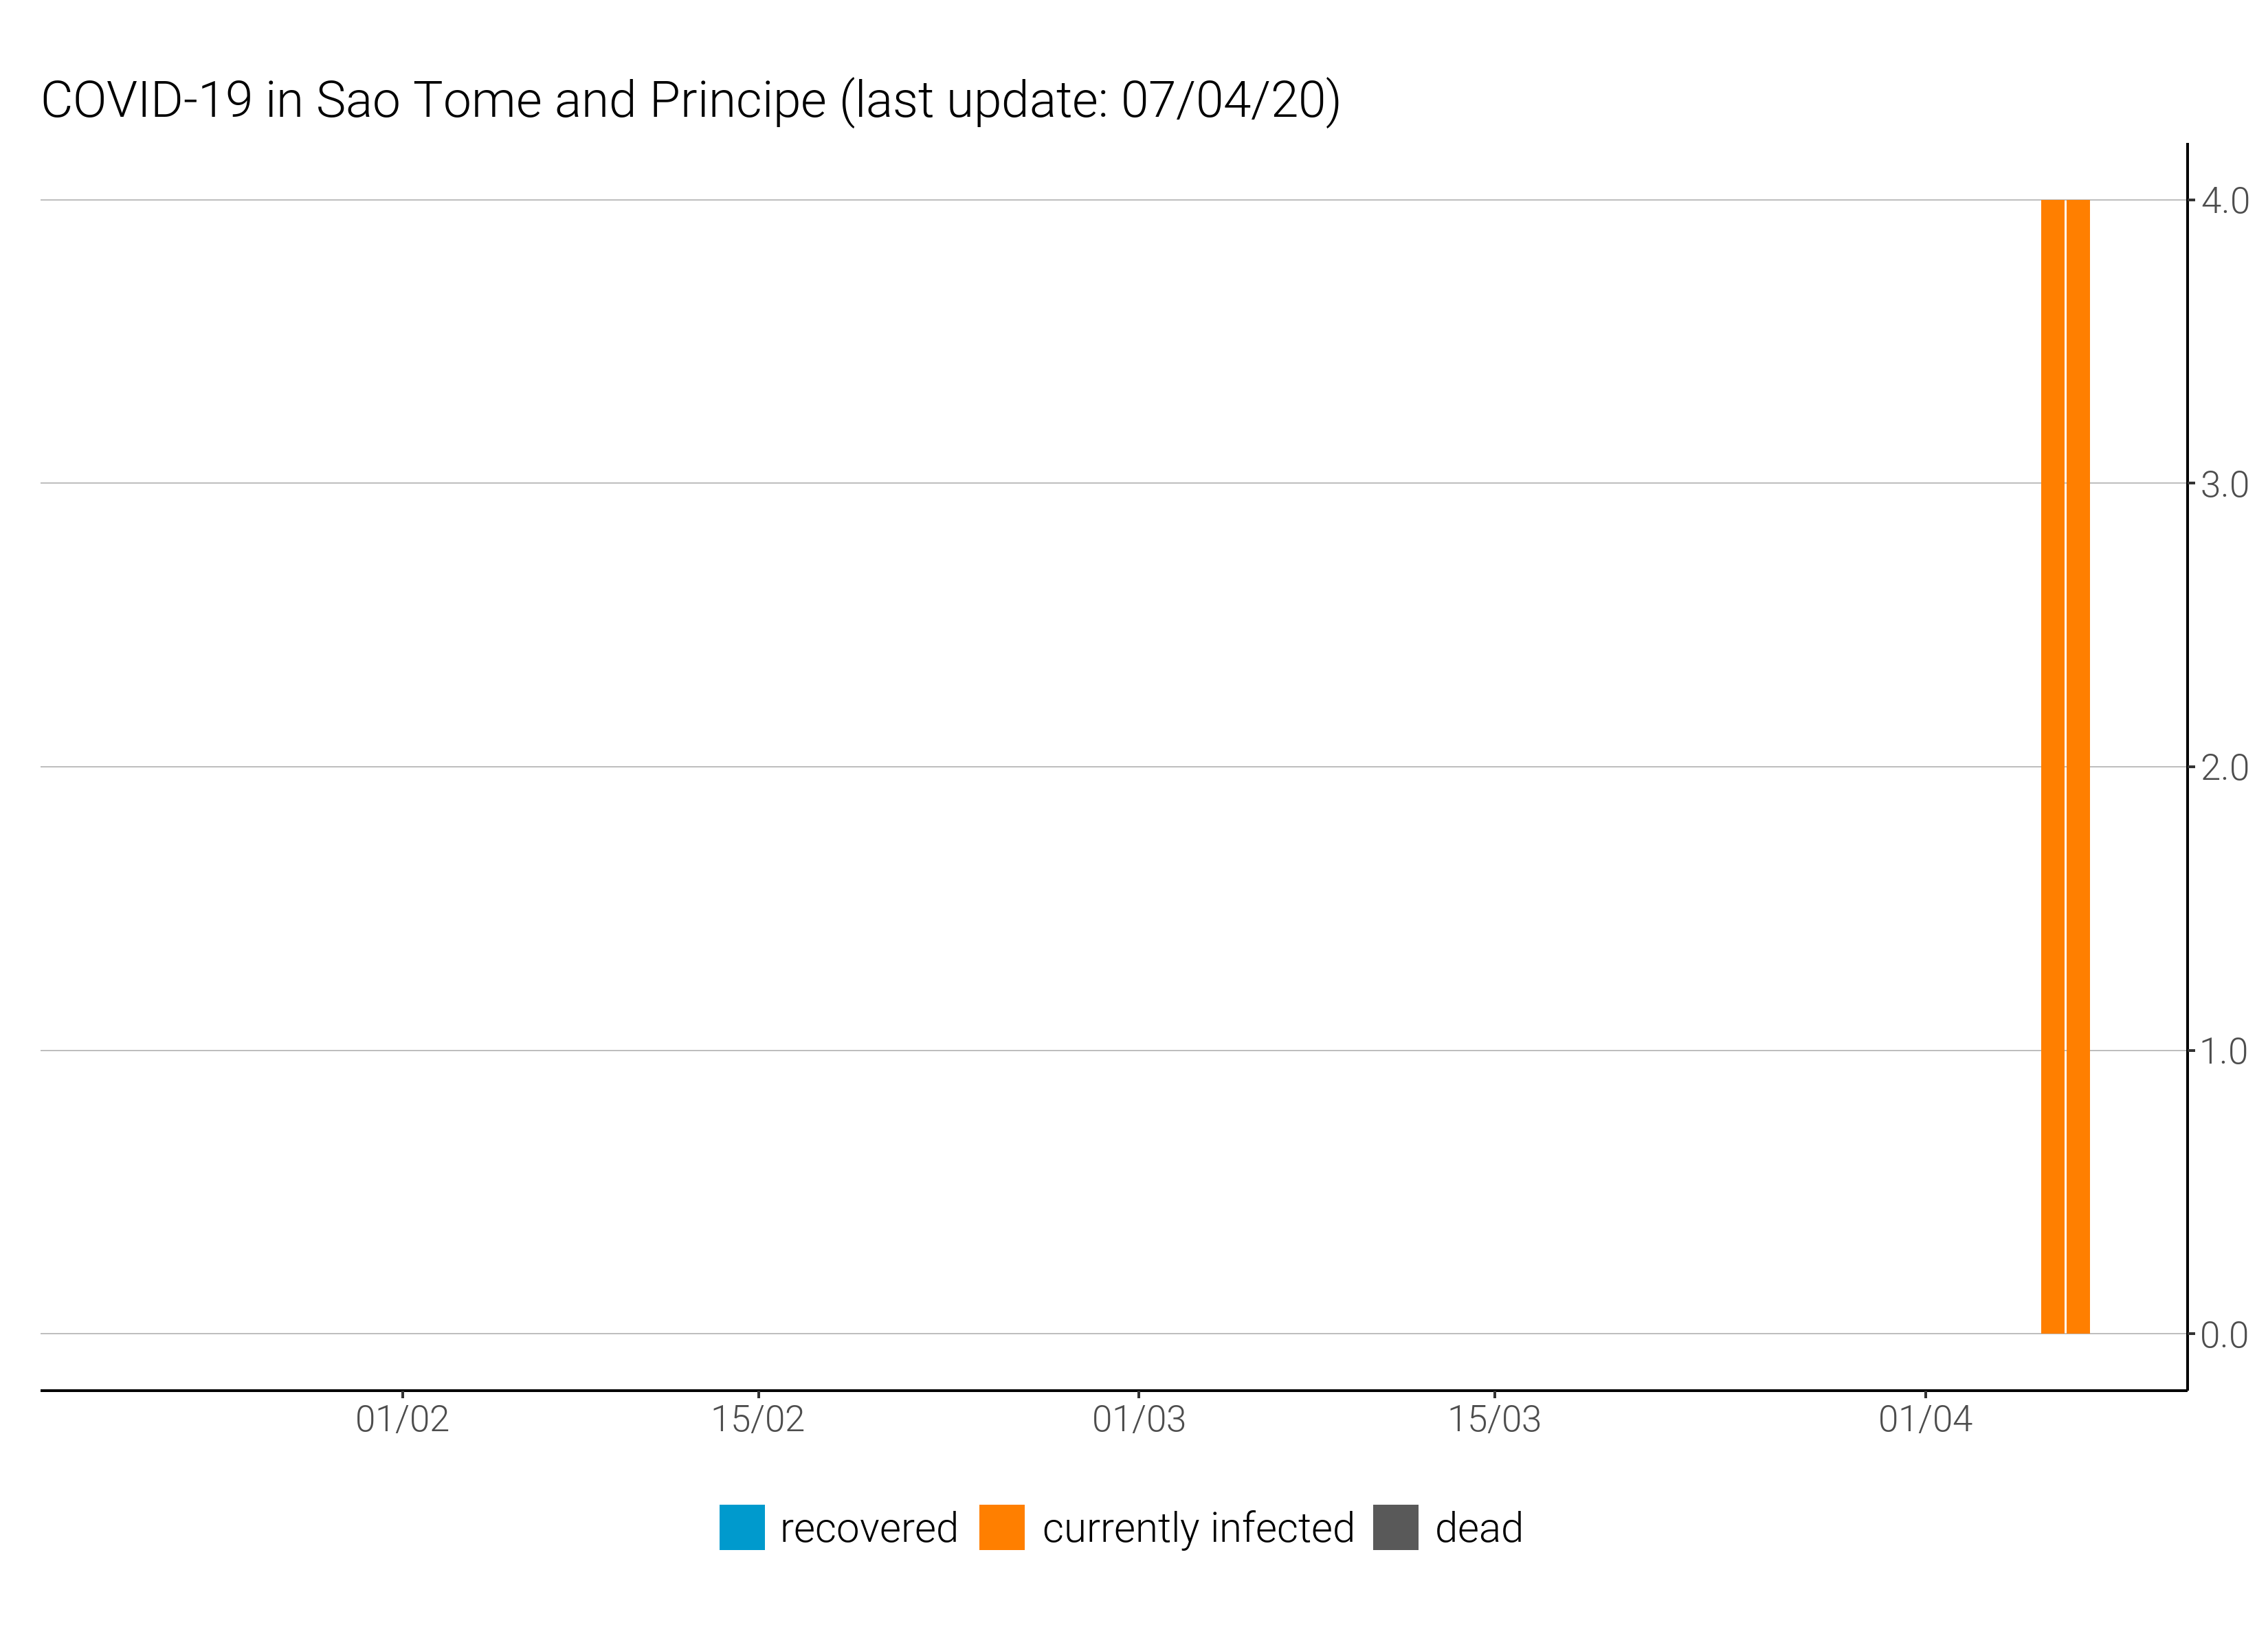 COVID-19 in Sao Tome and Principe (last update: 07/04/20)
4.0
3.0
2.0
1.0
0.0
01/02 15/02 01/03 15/03 01/04
recovered currently infected dead